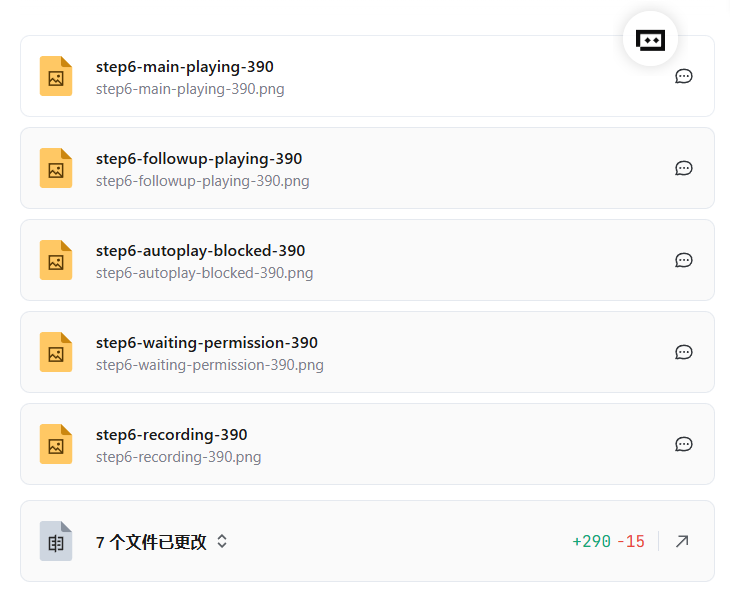 step6-main-playing-390
step6-main-playing-390.png
step6-followup-playing-390
step6-followup-playing-390.png
step6-autoplay-blocked-390
step6-autoplay-blocked-390.png
step6-waiting-permission-390
step6-waiting-permission-390.png
step6-recording-390
step6-recording-390.png
7 个文件已更改 +290 -15